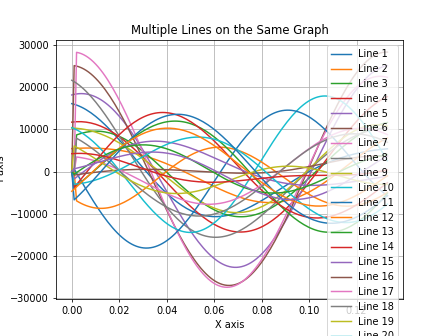 Multiple Lines on the Same Graph
30000
20000
10000
0
−10000
−20000
−30000
0.00
0.02
0.04
0.06
0.08
0.10
X axis
Line 1
Line 2
Line 3
Line 4
Line 5
Line 6
Line 7
Line 8
Line 9
Line 10
Line 11
Line 12
Line 13
Line 14
Line 15
Line 16
Line 17
Line 18
Line 19
Line 20